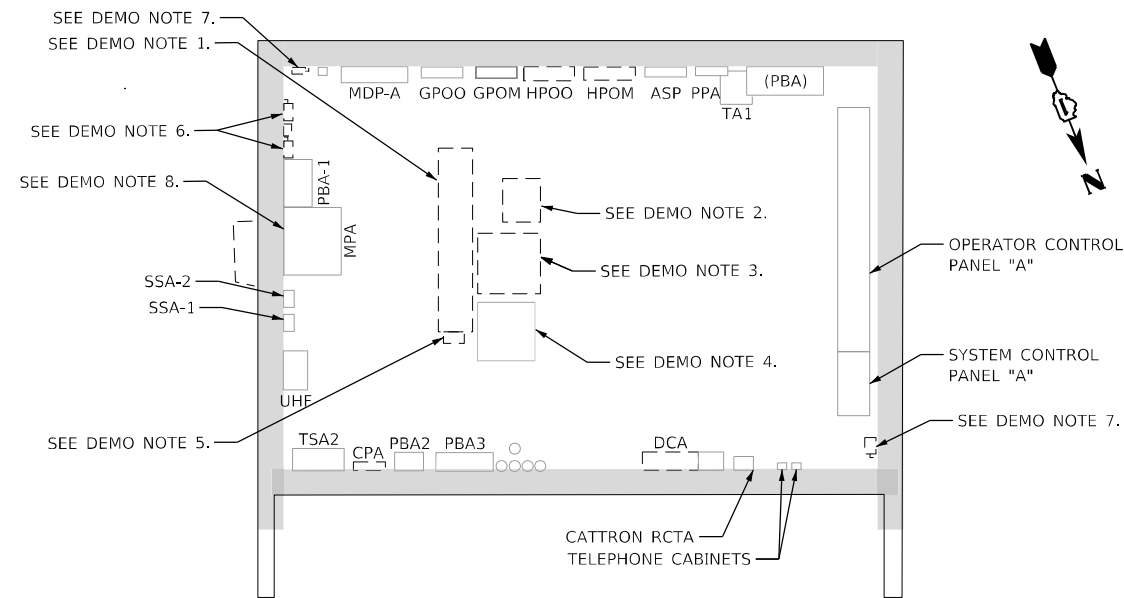 SEE DEMO NOTE 7.
SEE DEMO NOTE 1.
MDP-A
GPOO
GPOM
HPOO
HPOM
ASP
PPA
TA1
(PBA)
SEE DEMO NOTE 6.
PBA-1
SEE DEMO NOTE 8.
MPA
SEE DEMO NOTE 2.
N
OPERATOR CONTROL
PANEL "A"
SEE DEMO NOTE 3.
SSA-2
SSA-1
SEE DEMO NOTE 4.
SYSTEM CONTROL
PANEL "A"
UHF
SEE DEMO NOTE 7.
SEE DEMO NOTE 5.
TSA2
CPA
PBA2
PBA3
DCA
CATTRON RCTA
TELEPHONE CABINETS